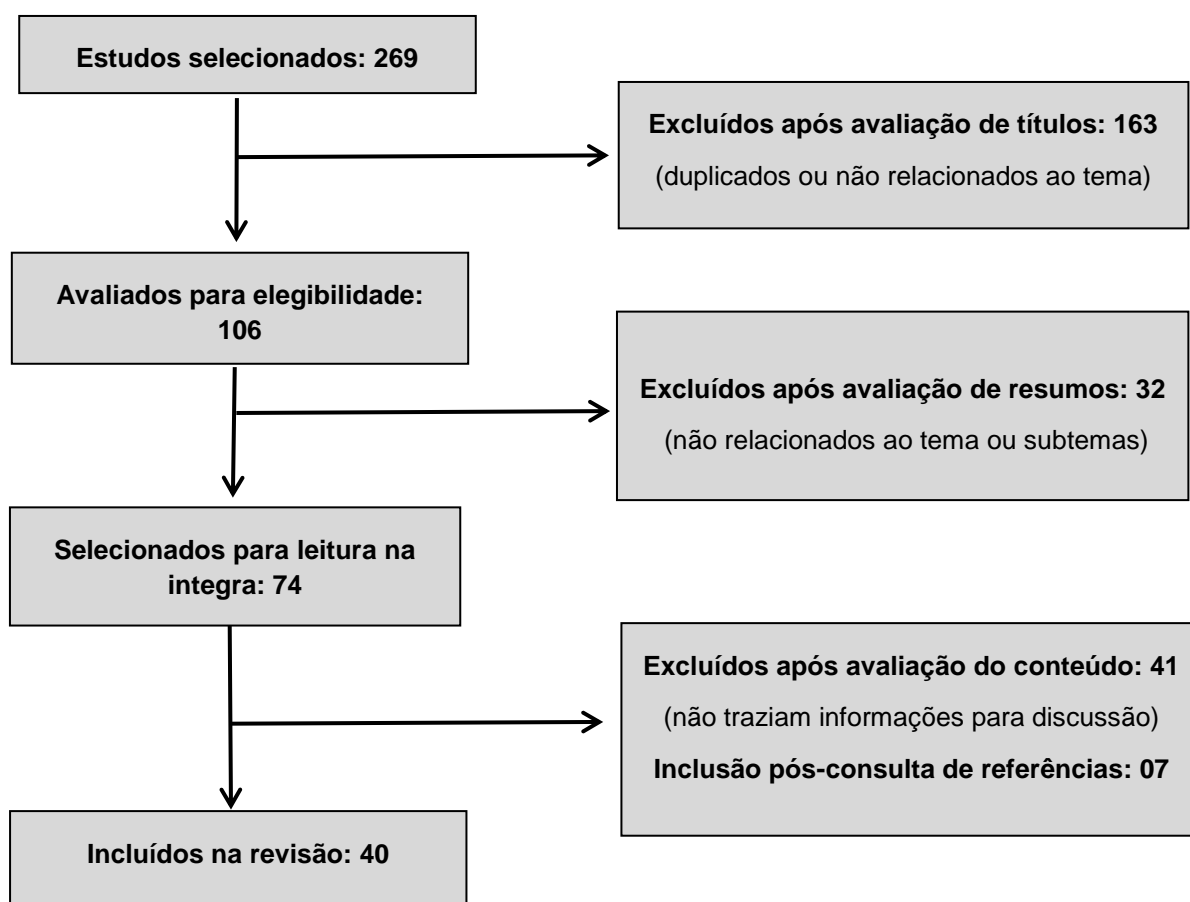 Estudos selecionados: 269
Excluídos após avaliação de títulos: 163
(duplicados ou não relacionados ao tema)
Avaliados para elegibilidade:
106
Excluídos após avaliação de resumos: 32
(não relacionados ao tema ou subtemas)
Selecionados para leitura na
integra: 74
Excluídos após avaliação do conteúdo: 41
(não traziam informações para discussão)
Inclusão pós-consulta de referências: 07
Incluídos na revisão: 40